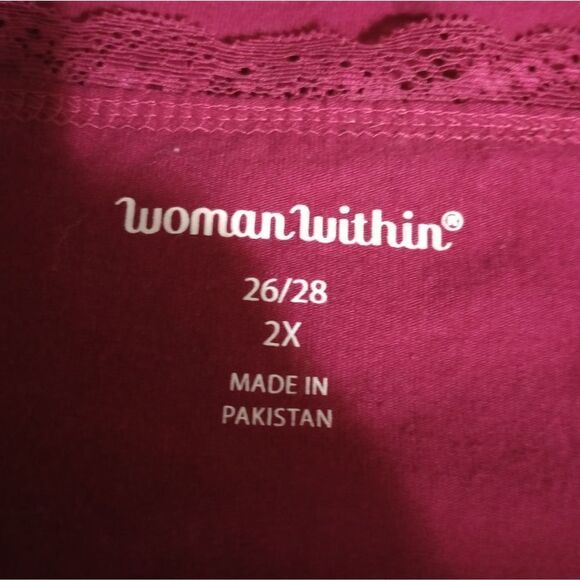 woman within®
26/28
2X
MADE IN
PAKISTAN